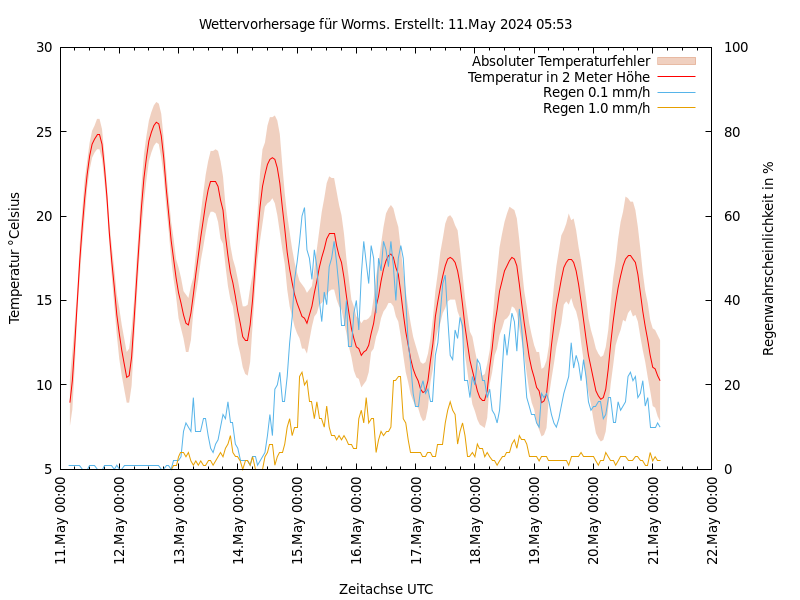 Wettervorhersage für Worms. Erstellt: 11.May 2024 05:53
Absoluter Temperaturfehler
Temperatur in 2 Meter Höhe
Regen 0.1 mm/h
Regen 1.0 mm/h
Temperatur °Celsius
30
25
20
15
10
5
100
80
60
40
20
0
Regenwahrscheinlichkeit in %
11.May 00:00
12.May 00:00
13.May 00:00
14.May 00:00
15.May 00:00
16.May 00:00
17.May 00:00
18.May 00:00
19.May 00:00
20.May 00:00
21.May 00:00
22.May 00:00
Zeitachse UTC